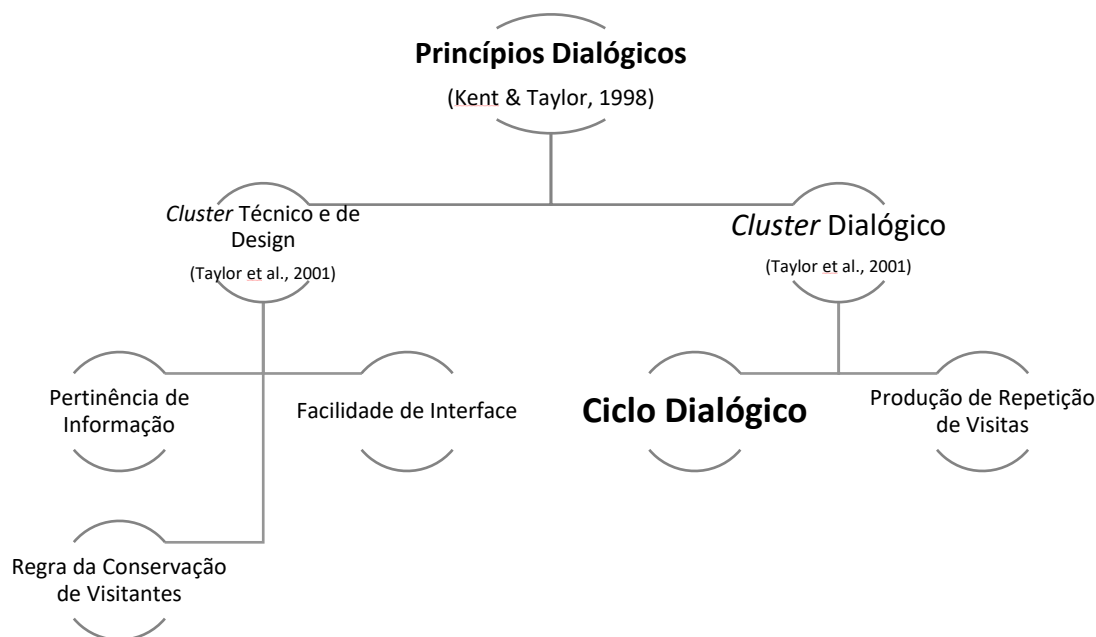 Princípios Dialógicos
(Kent & Taylor, 1998)
Cluster Técnico e de
Design
(Taylor et al., 2001)
Cluster Dialógico
(Taylor et al., 2001)
Pertinência de
Informação
Facilidade de Interface
Ciclo Dialógico
Produção de Repetição
de Visitas
Regra da Conservação
de Visitantes